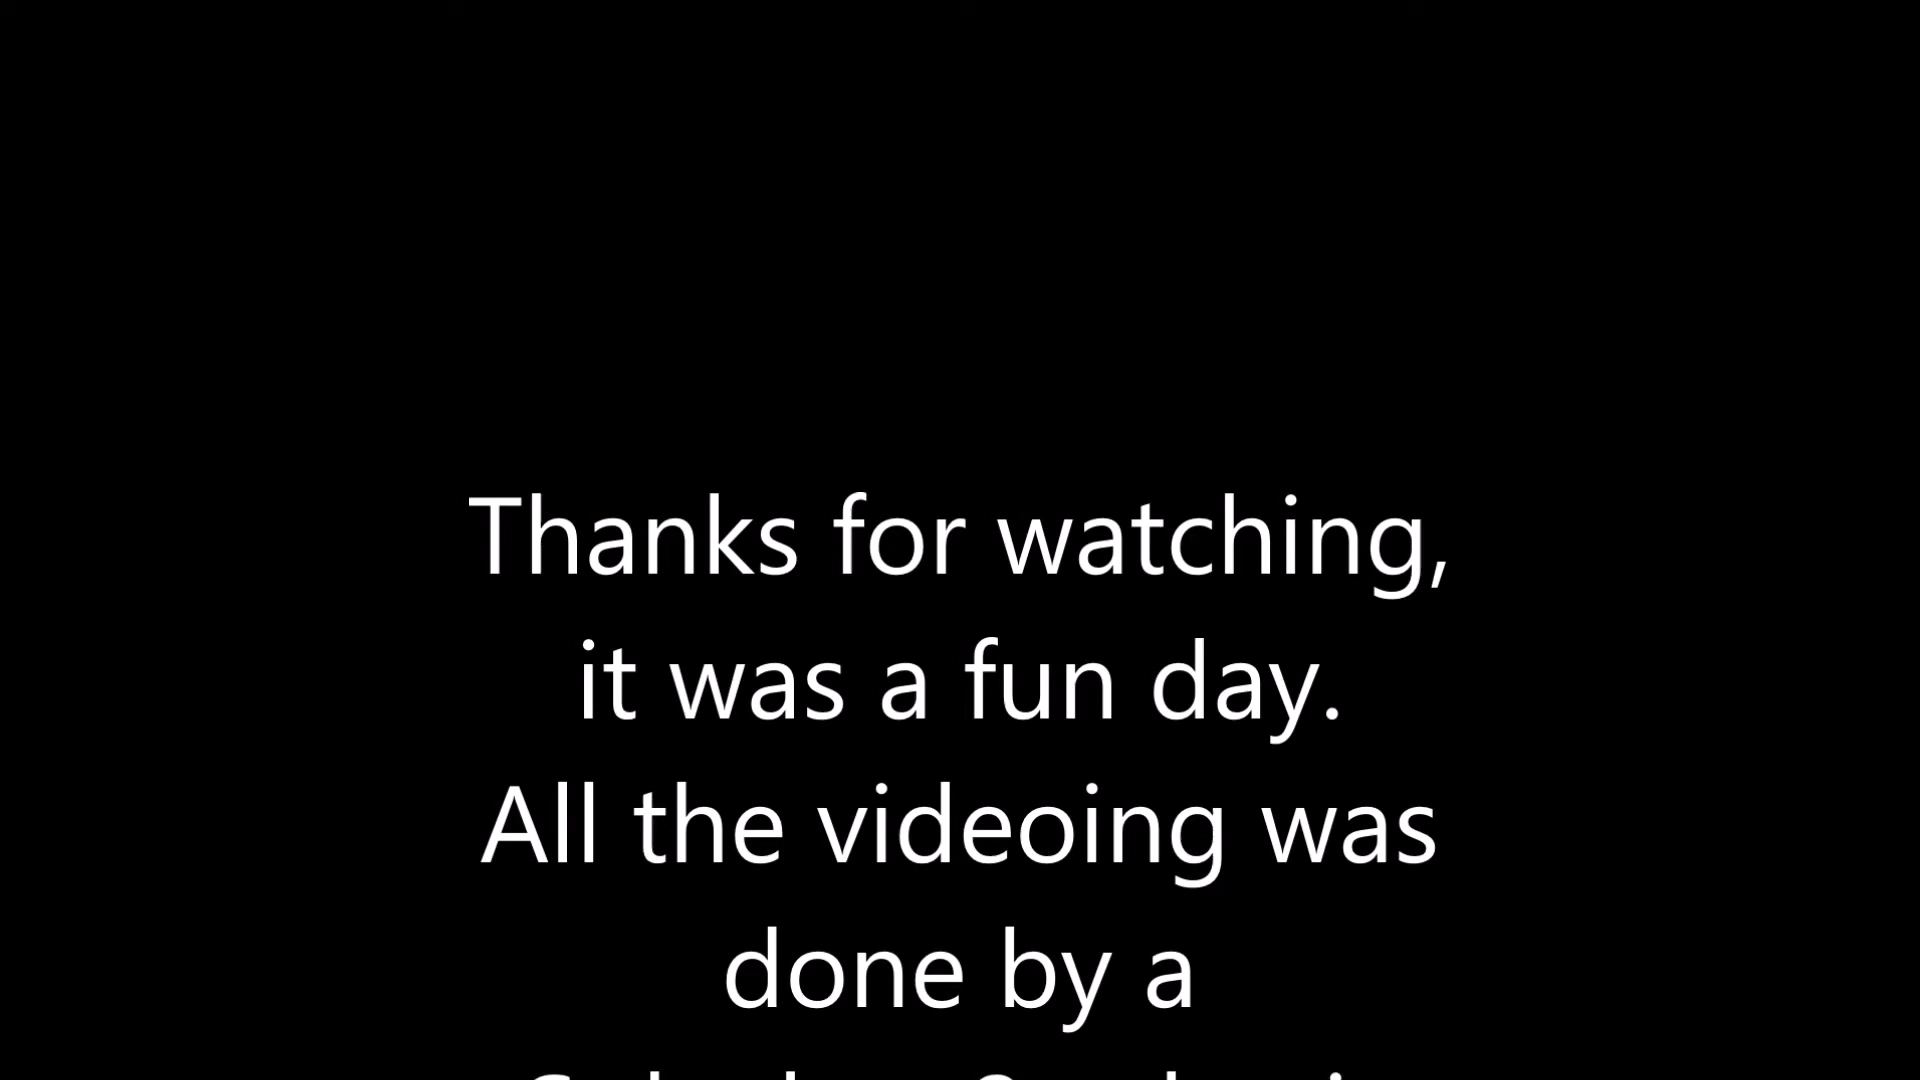 Thanks for watching,
it was a fun day.
All the videoing was
done by a